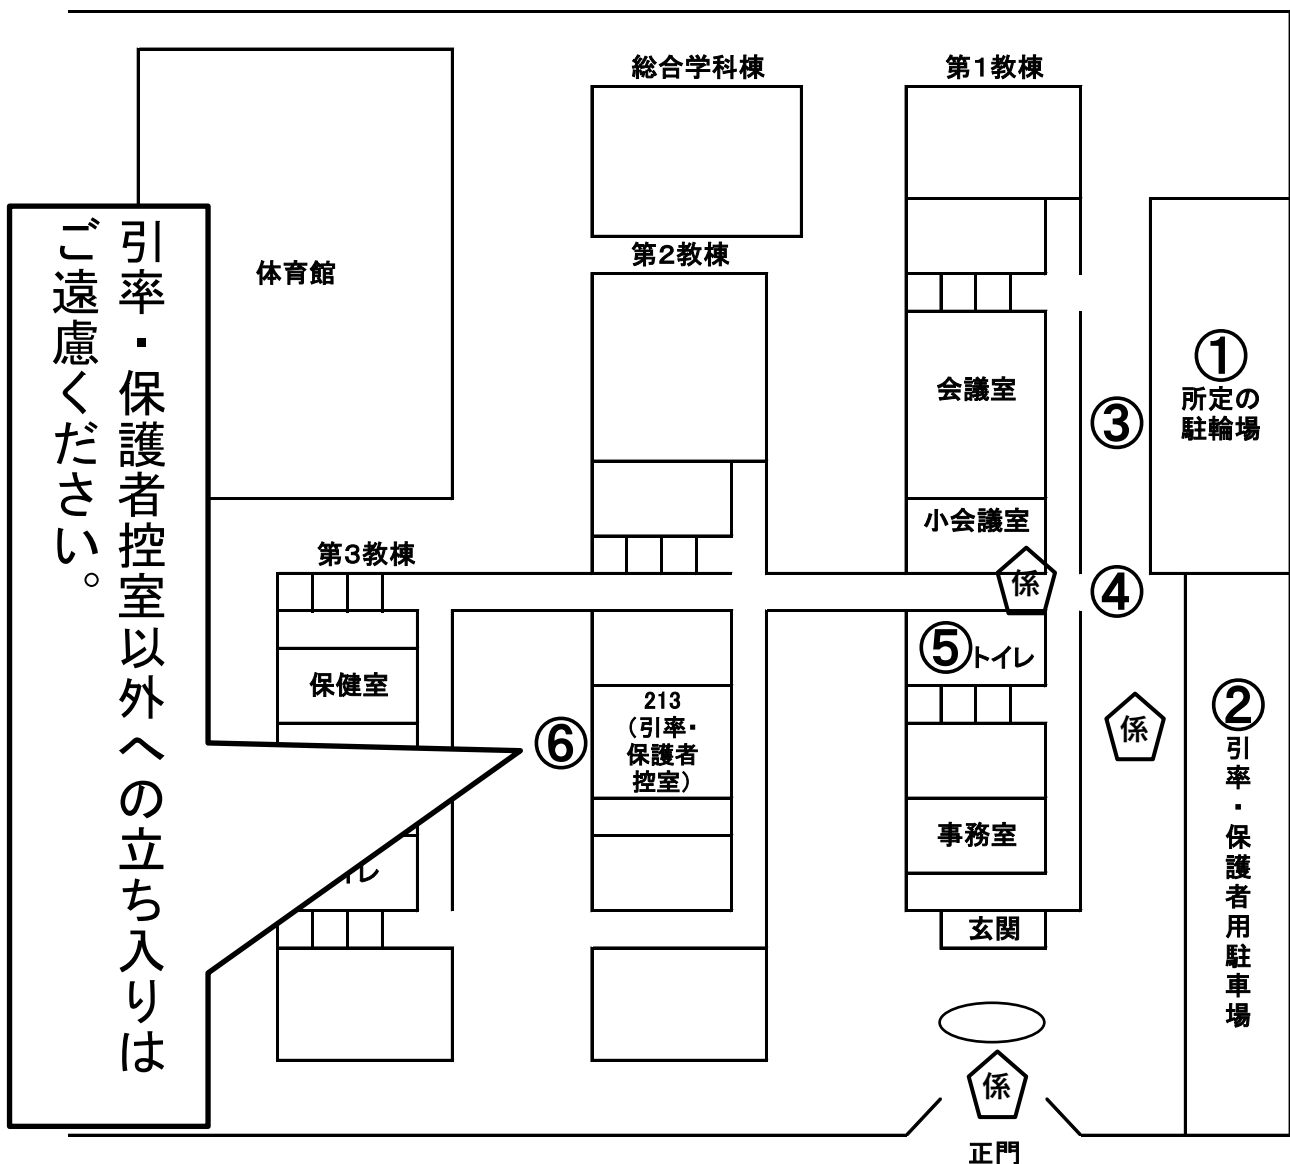 総合学科棟
第1教棟
体育館
第2教棟
引率・保護者控室以外への立ち入りは
ご遠慮ください。
①
所定の
駐輪場
会議室
③
小会議室
第3教棟
係
④
⑤トイレ
保健室
213
（引率・
保護者
控室）
⑥
係
②
引率・保護者用駐車場
事務室
玄関
係
正門